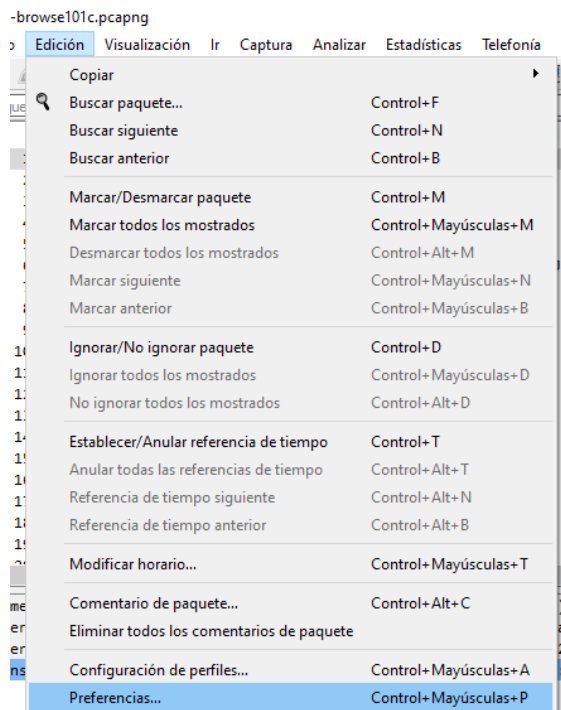 -browse101c.pcapng
Edición Visualización Ir Captura Analizar Estadísticas Telefonía
Copiar
Buscar paquete... Control+F
Buscar siguiente Control+N
Buscar anterior Control+B
Marcar/Desmarcar paquete Control+M
Marcar todos los mostrados Control+Mayúsculas+M
Desmarcar todos los mostrados Control+Alt+M
Marcar siguiente Control+Mayúsculas+N
Marcar anterior Control+Mayúsculas+B
Ignorar/No ignorar paquete Control+D
Ignorar todos los mostrados Control+Mayúsculas+D
No ignorar todos los mostrados Control+Alt+D
Establecer/Anular referencia de tiempo Control+T
Anular todas las referencias de tiempo Control+Alt+T
Referencia de tiempo siguiente Control+Alt+N
Referencia de tiempo anterior Control+Alt+B
Modificar horario... Control+Mayúsculas+T
Comentario de paquete... Control+Alt+C
Eliminar todos los comentarios de paquete
Configuración de perfiles... Control+Mayúsculas+A
Preferencias... Control+Mayúsculas+P